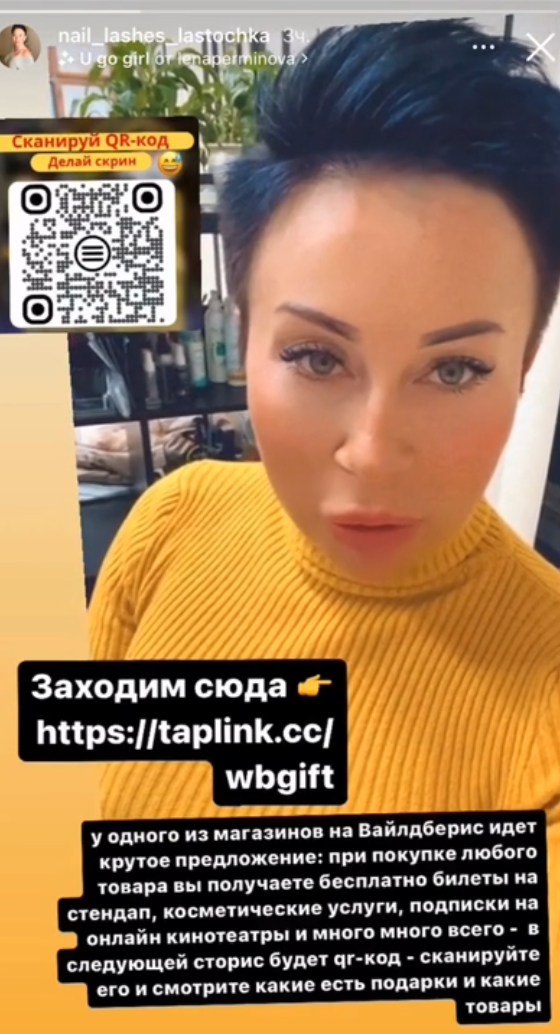 nail_lashes_lastochka 3ч.
U go girl от lenaperminova >
Сканируй QR-код
Делай скрин
Заходим сюда 👉
https://taplink.cc/
wbgift
у одного из магазинов на Вайлдберис идет
крутое предложение: при покупке любого
товара вы получаете бесплатно билеты на
стендап, косметические услуги, подписки на
онлайн кинотеатры и много много всего - в
следующей сторис будет qr-код - сканируйте
его и смотрите какие есть подарки и какие
товары